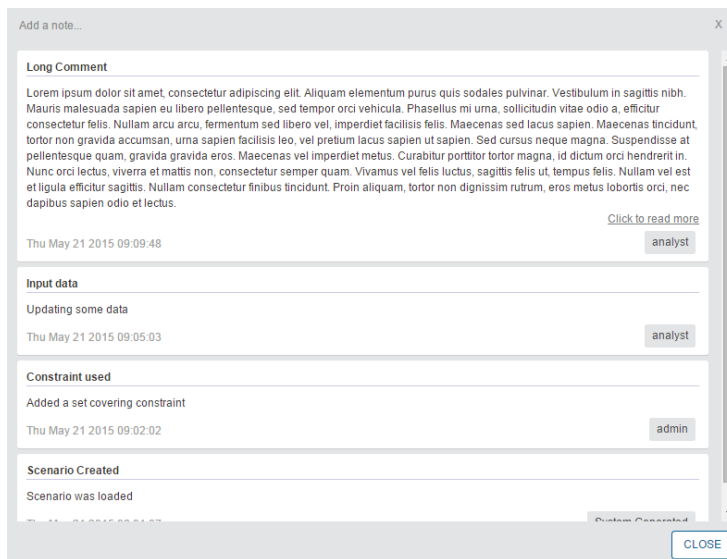 Add a note...
X
Long Comment
Lorem ipsum dolor sit amet, consectetur adipiscing elit. Aliquam elementum purus quis sodales pulvinar. Vestibulum in sagittis nibh.
Mauris malesuada sapien eu libero pellentesque, sed tempor orci vehicula. Phasellus mi urna, sollicitudin vitae odio a, efficitur
consectetur felis. Nullam arcu arcu, fermentum sed libero vel, imperdiet facilisis felis. Maecenas sed lacus sapien. Maecenas tincidunt,
tortor non gravida accumsan, urna sapien facilisis leo, vel pretium lacus sapien ut sapien. Sed cursus neque magna. Suspendisse at
pellentesque quam, gravida gravida eros. Maecenas vel imperdiet metus. Curabitur porttitor tortor magna, id dictum orci hendrerit in.
Nunc orci lectus, viverra et mattis non, consectetur semper quam. Vivamus vel felis luctus, sagittis felis ut, tempus felis. Nullam vel est
et ligula efficitur sagittis. Nullam consectetur finibus tincidunt. Proin aliquam, tortor non dignissim rutrum, eros metus lobortis orci, nec
dapibus sapien odio et lectus.
Click to read more
Thu May 21 2015 09:09:48
analyst
Input data
Updating some data
Thu May 21 2015 09:05:03
analyst
Constraint used
Added a set covering constraint
Thu May 21 2015 09:02:02
admin
Scenario Created
Scenario was loaded
Thu May 21 2015
System Generated
CLOSE